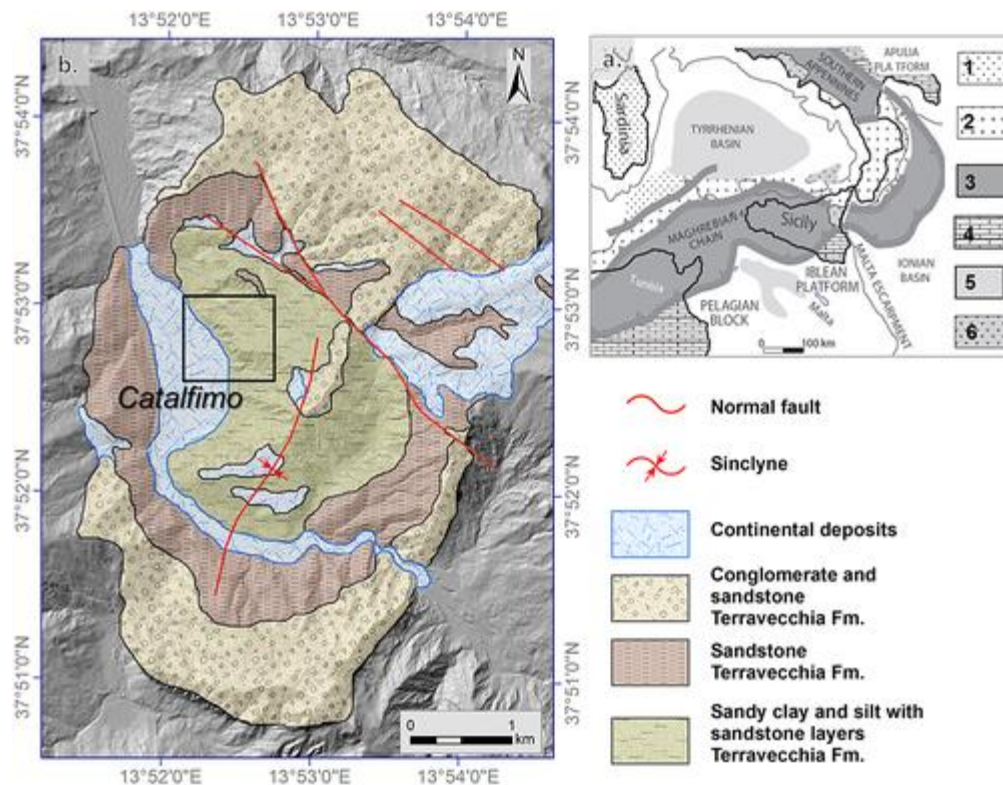 13°52'0"E 13°53'0"E 13°54'0"E
b.
N
37°54'0"N
37°53'0"N
37°52'0"N
37°51'0"N
Catalfimo
0 1
km
37°54'0"N
37°53'0"N
37°52'0"N
37°51'0"N
13°52'0"E 13°53'0"E 13°54'0"E
a.
SOUTHERN
APPENNINES
APULIA
PLATFORM
Sardinia
TYRRHENIAN
BASIN
MAGHREBIAN
CHAIN
Sicily
Tunisia
IBLEAN
PLATFORM
PELAGIAN
BLOCK
Malta
MALTA ESCARPMENT
IONIAN
BASIN
0 100 km
1
2
3
4
5
6
Normal fault
Sinclyne
Continental deposits
Conglomerate and
sandstone
Terravecchia Fm.
Sandstone
Terravecchia Fm.
Sandy clay and silt with
sandstone layers
Terravecchia Fm.